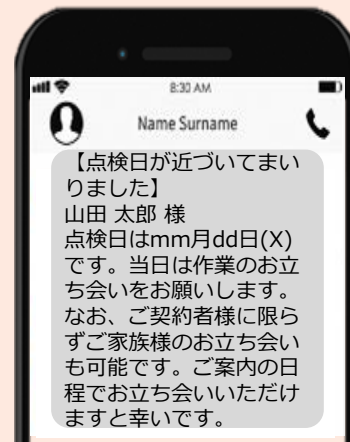 8:30 AM
Name Surname
【点検日が近づいてまい
りました】
山田 太郎 様
点検日はmm月dd日(X)
です。当日は作業のお立
ち会いをお願いします。
なお、ご契約者様に限ら
ずご家族様のお立ち会い
も可能です。ご案内の日
程でお立ち会いいただけ
ますと幸いです。